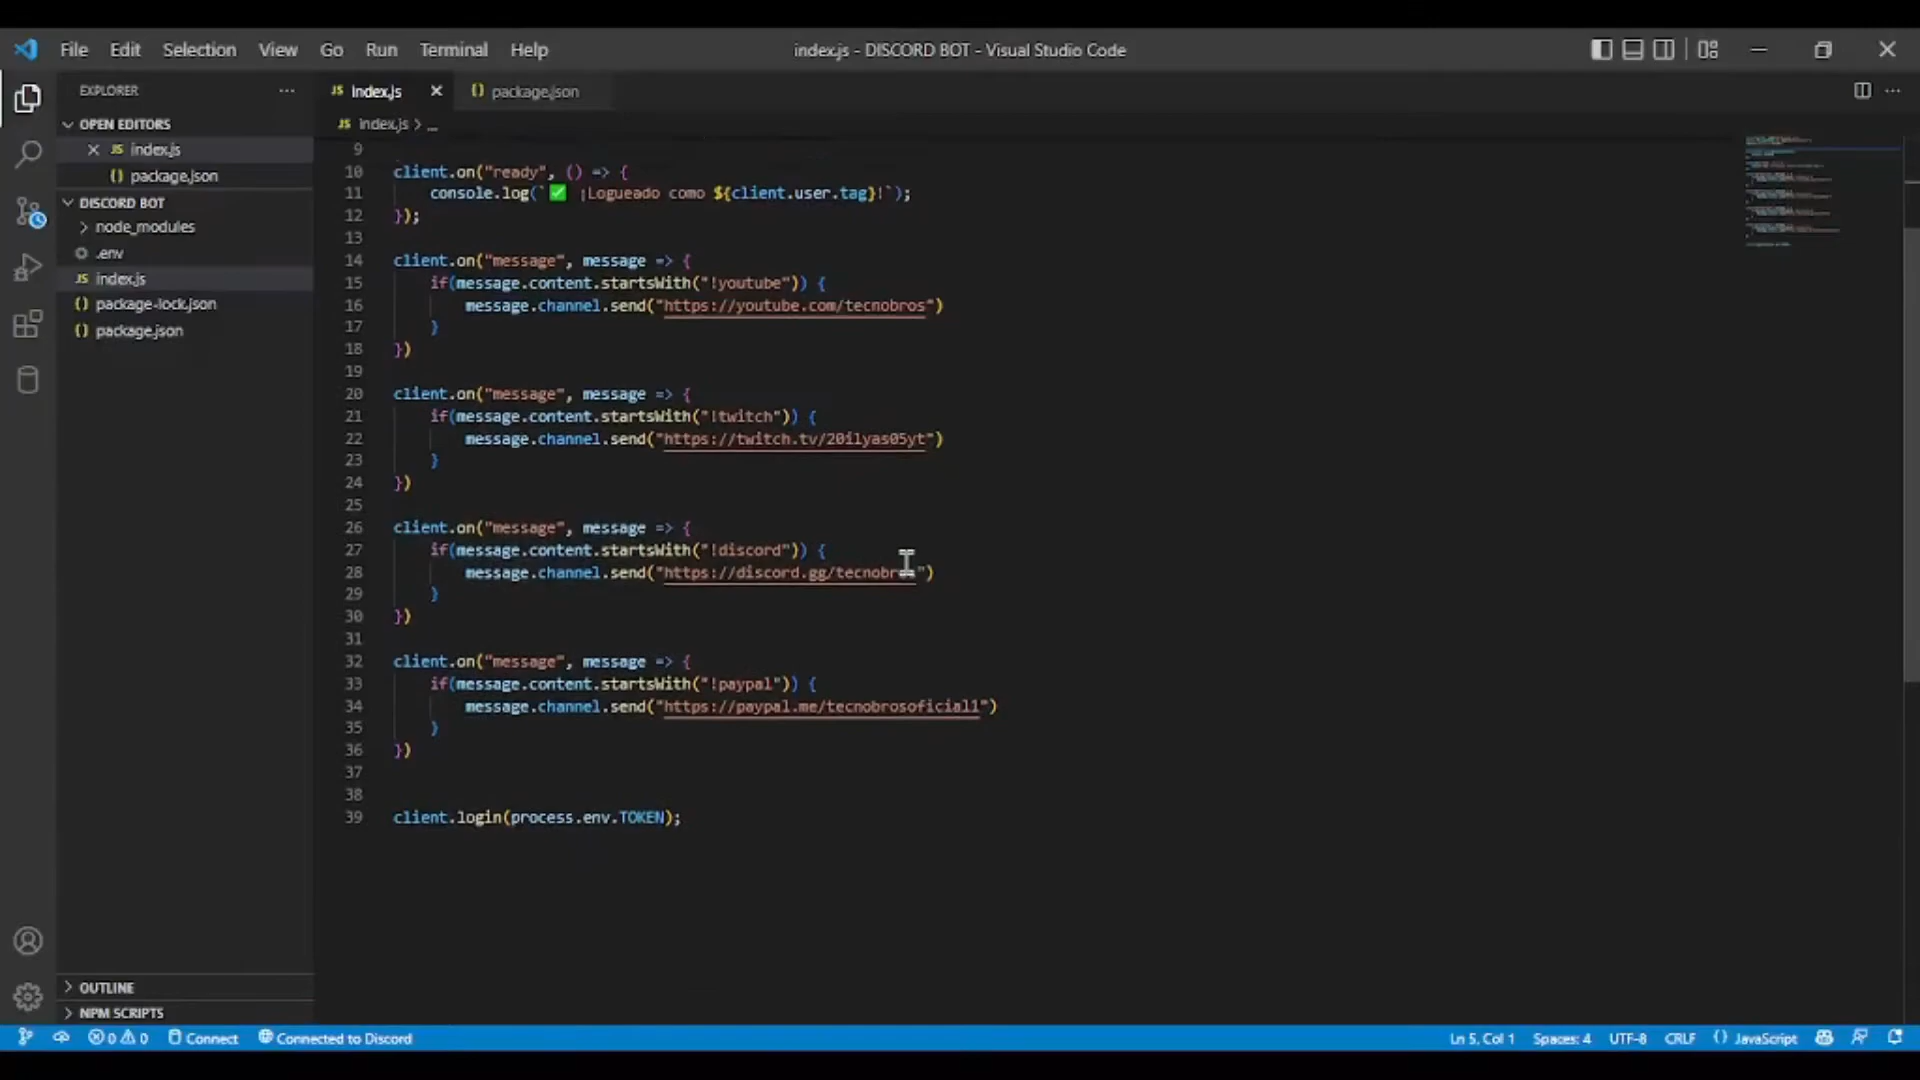 File Edit Selection View Go Run Terminal Help
index.js - DISCORD BOT - Visual Studio Code
EXPLORER
OPEN EDITORS
JS index.js
{} package.json
DISCORD BOT
node_modules
.env
JS index.js
{} package-lock.json
{} package.json
OUTLINE
NPM SCRIPTS
JS index.js
{} package.json
JS index.js > ...
9
10 client.on("ready", () => {
11 console.log(`✅ ¡Logueado como ${client.user.tag}!`);
12 });
13
14 client.on("message", message => {
15 if(message.content.startsWith("!youtube")) {
16 message.channel.send("https://youtube.com/tecnobros")
17 }
18 })
19
20 client.on("message", message => {
21 if(message.content.startsWith("!twitch")) {
22 message.channel.send("https://twitch.tv/20ilyas05yt")
23 }
24 })
25
26 client.on("message", message => {
27 if(message.content.startsWith("!discord")) {
28 message.channel.send(" ")
29 }
30 })
31
32 client.on("message", message => {
33 if(message.content.startsWith("!paypal")) {
34 message.channel.send("https://paypal.me/tecnobrosoficial1")
35 }
36 })
37
38
39 client.login(process.env.TOKEN);
0 0 Connect Connected to Discord
Ln 5, Col 1 Spaces: 4 UTF-8 CRLF {} JavaScript